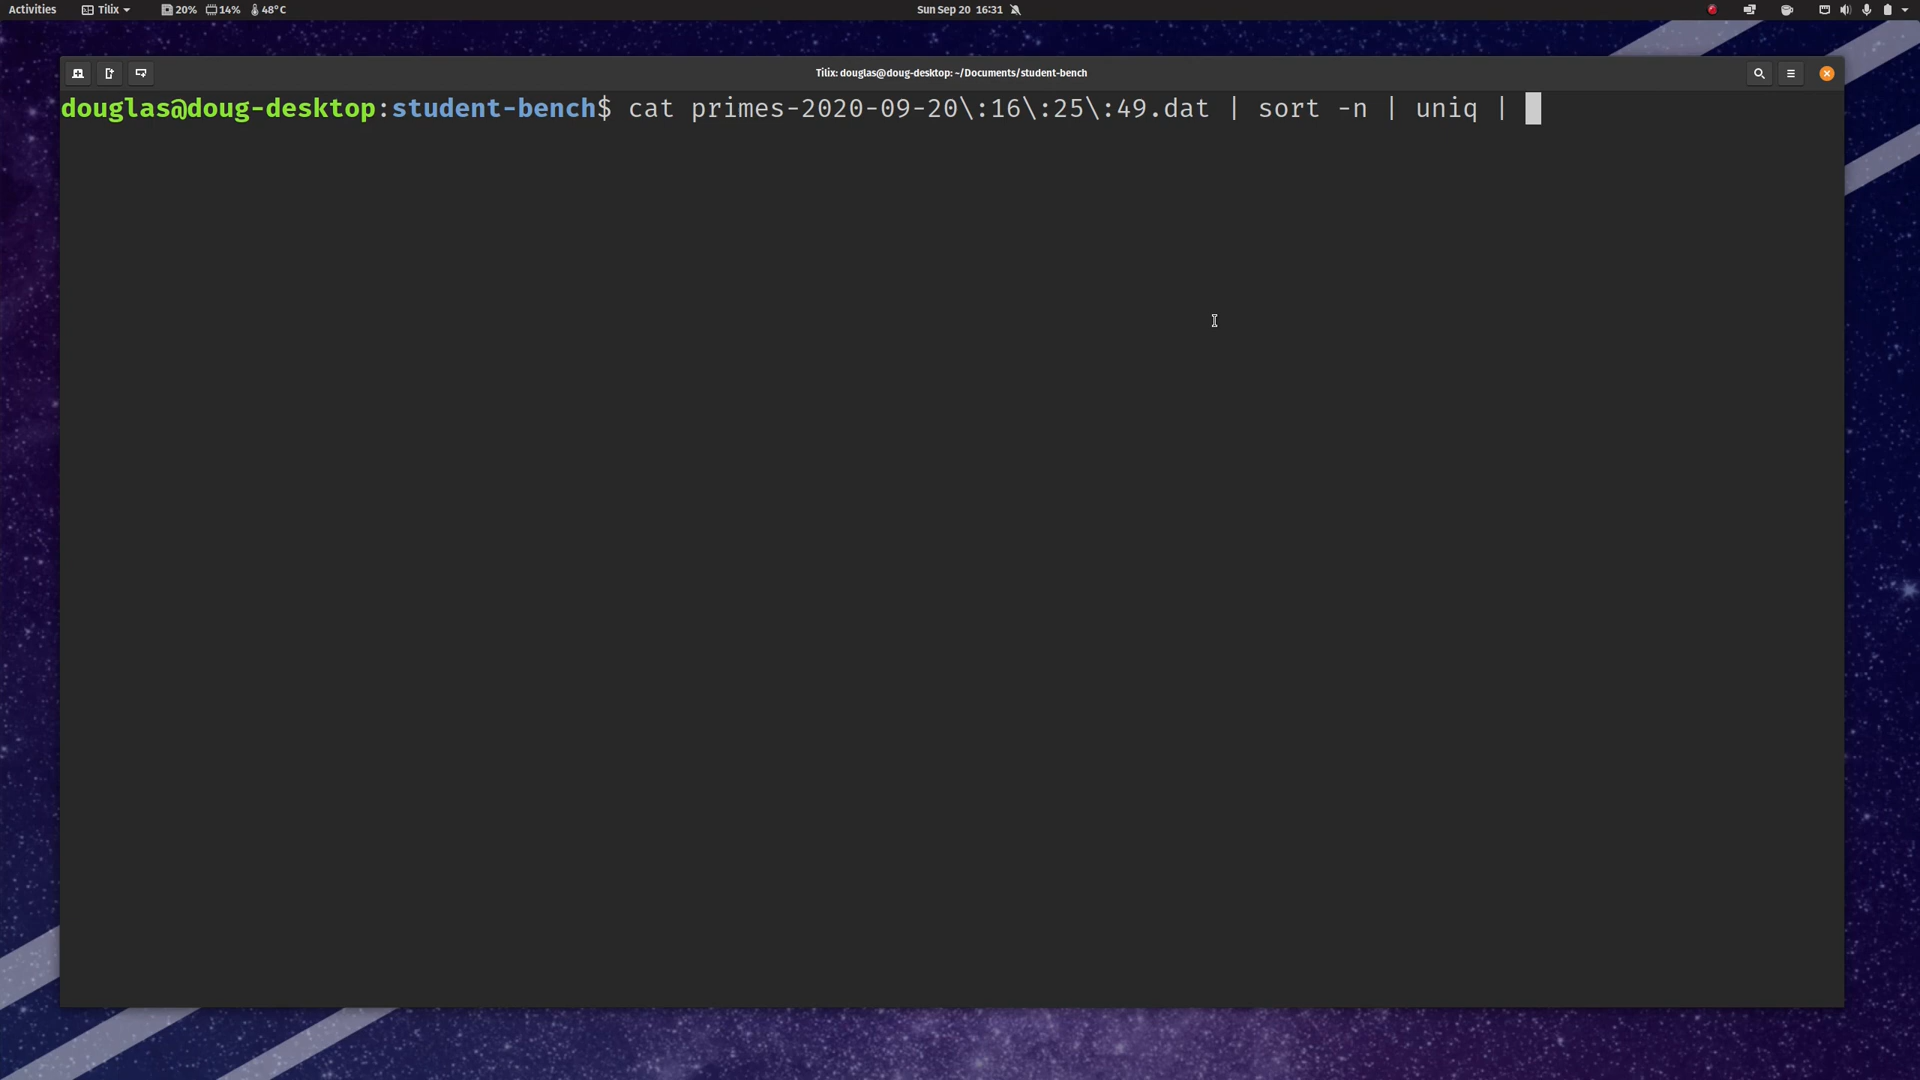 Activities Tilix 20% 14% 48°C Sun Sep 20 16:31
Tilix: douglas@doug-desktop: ~/Documents/student-bench
douglas@doug-desktop:student-bench$ cat primes-2020-09-20\:16\:25\:49.dat | sort -n | uniq |